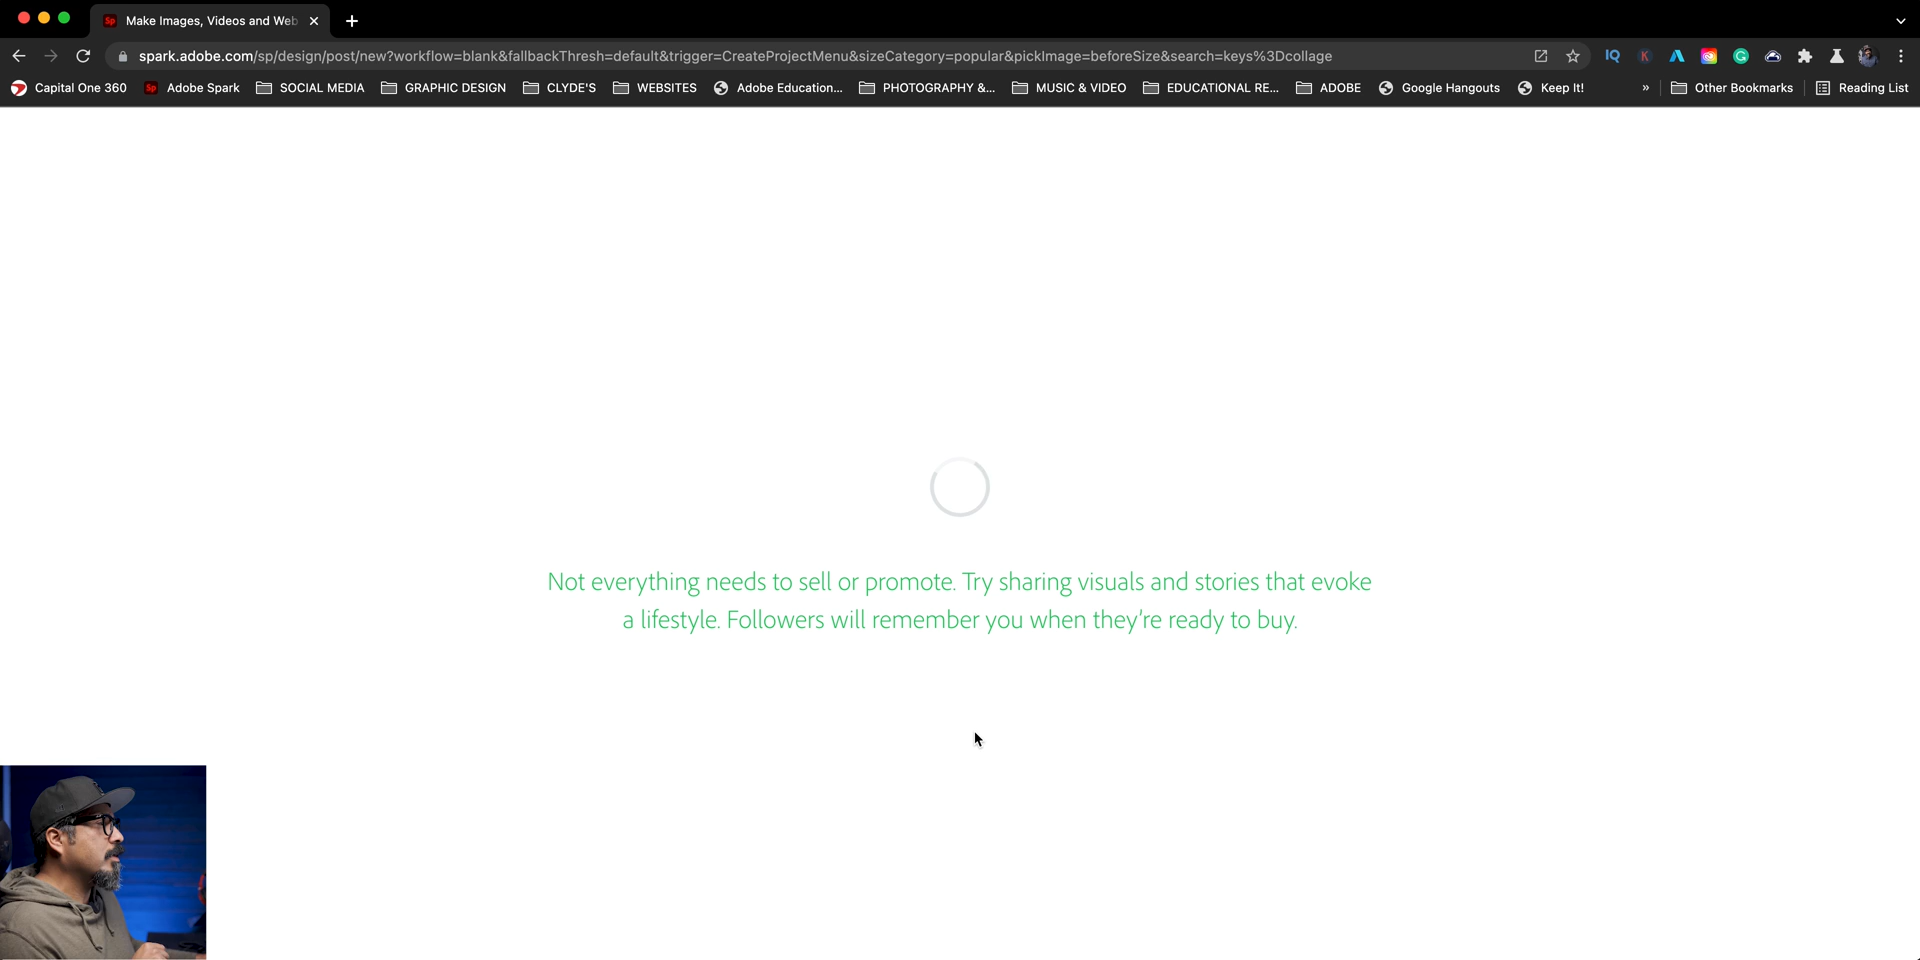 Sp Make Images, Videos and Web
spark.adobe.com/sp/design/post/new?workflow=blank&fallbackThresh=default&trigger=CreateProjectMenu&sizeCategory=popular&pickImage=beforeSize&search=keys%3Dcollage
IQ K G
Capital One 360 Sp Adobe Spark SOCIAL MEDIA GRAPHIC DESIGN CLYDE'S WEBSITES Adobe Education... PHOTOGRAPHY &... MUSIC & VIDEO EDUCATIONAL RE... ADOBE Google Hangouts Keep It! » Other Bookmarks Reading List
Not everything needs to sell or promote. Try sharing visuals and stories that evoke
a lifestyle. Followers will remember you when they're ready to buy.